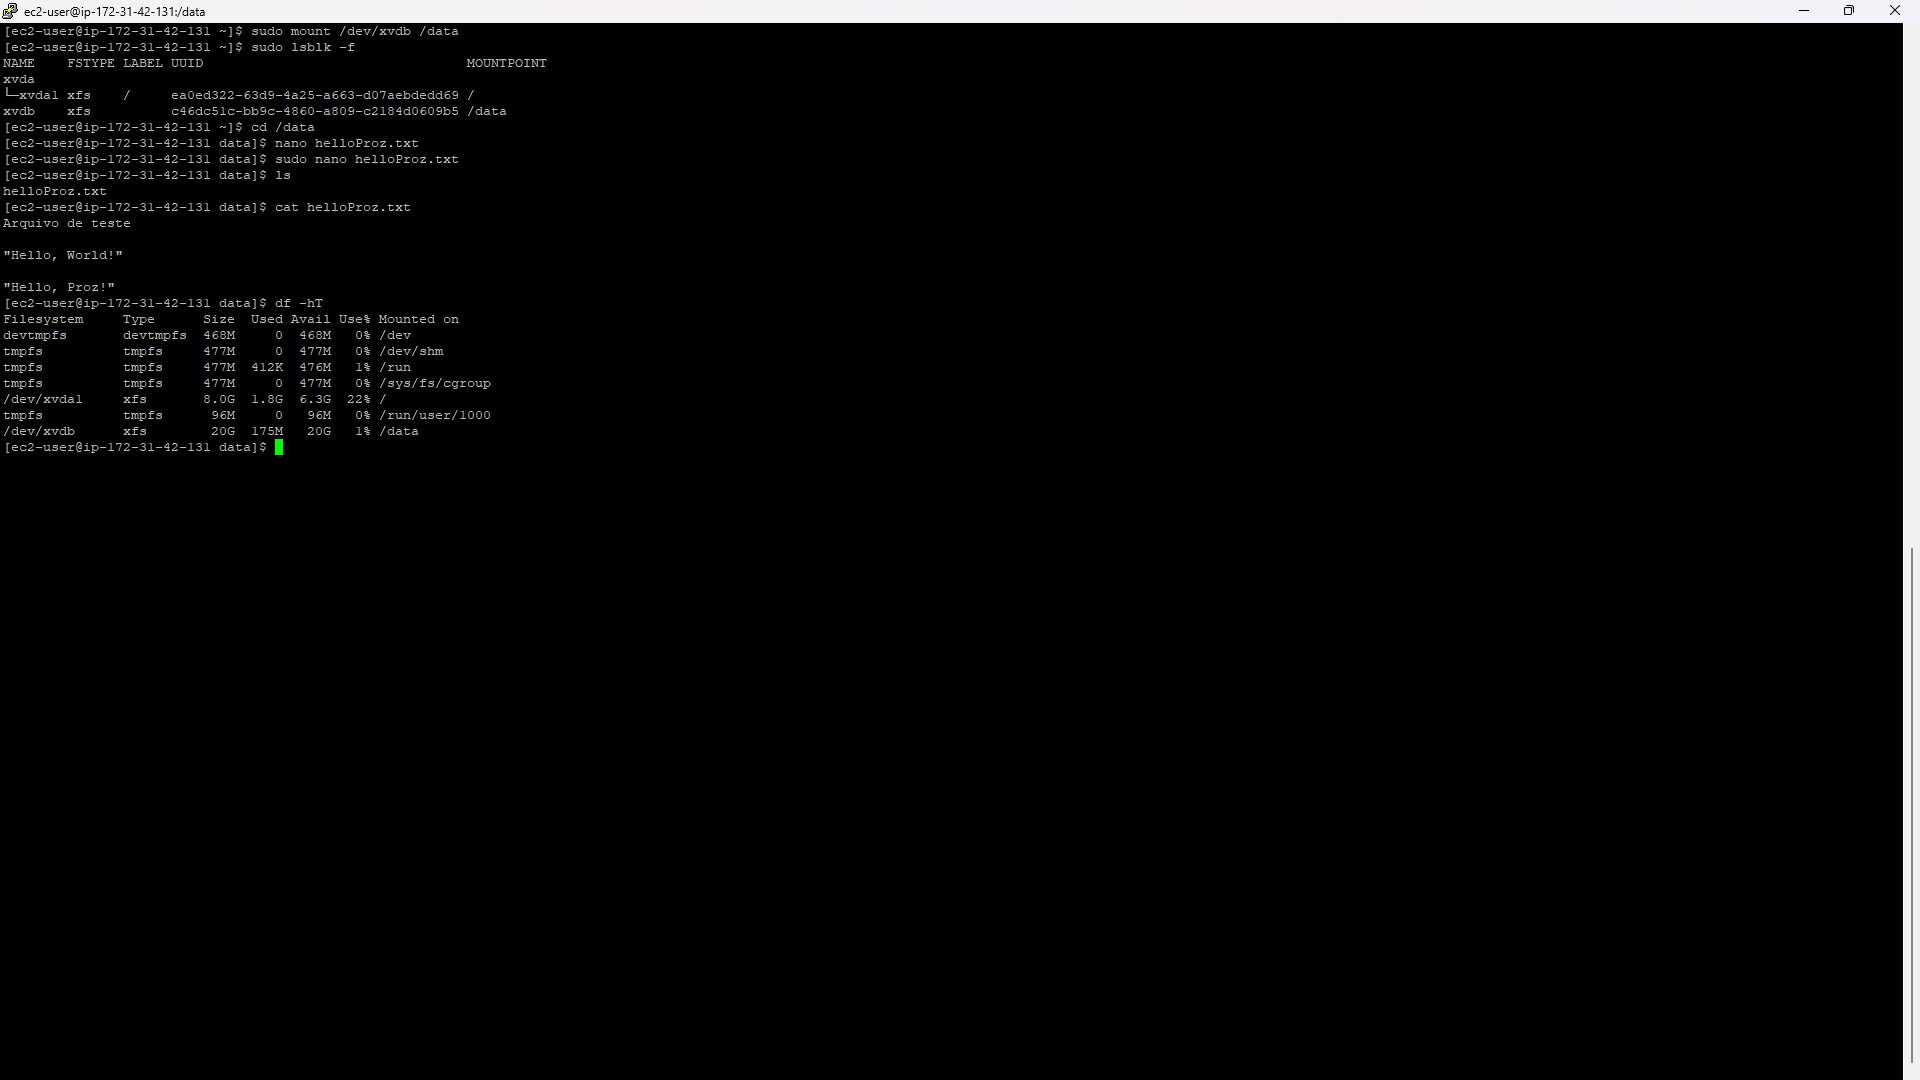 ec2-user@ip-172-31-42-131:/data
[ec2-user@ip-172-31-42-131 ~]$ sudo mount /dev/xvdb /data
[ec2-user@ip-172-31-42-131 ~]$ sudo lsblk -f
NAME    FSTYPE LABEL UUID                                 MOUNTPOINT
xvda
└─xvda1 xfs    /     ea0ed322-63d9-4a25-a663-d07aebdedd69 /
xvdb    xfs          c46dc51c-bb9c-4860-a809-c2184d0609b5 /data
[ec2-user@ip-172-31-42-131 ~]$ cd /data
[ec2-user@ip-172-31-42-131 data]$ nano helloProz.txt
[ec2-user@ip-172-31-42-131 data]$ sudo nano helloProz.txt
[ec2-user@ip-172-31-42-131 data]$ ls
helloProz.txt
[ec2-user@ip-172-31-42-131 data]$ cat helloProz.txt
Arquivo de teste
"Hello, World!"
"Hello, Proz!"
[ec2-user@ip-172-31-42-131 data]$ df -hT
Filesystem     Type      Size  Used Avail Use% Mounted on
devtmpfs       devtmpfs  468M     0  468M   0% /dev
tmpfs          tmpfs     477M     0  477M   0% /dev/shm
tmpfs          tmpfs     477M  412K  476M   1% /run
tmpfs          tmpfs     477M     0  477M   0% /sys/fs/cgroup
/dev/xvda1     xfs       8.0G  1.8G  6.3G  22% /
tmpfs          tmpfs      96M     0   96M   0% /run/user/1000
/dev/xvdb      xfs        20G  175M   20G   1% /data
[ec2-user@ip-172-31-42-131 data]$